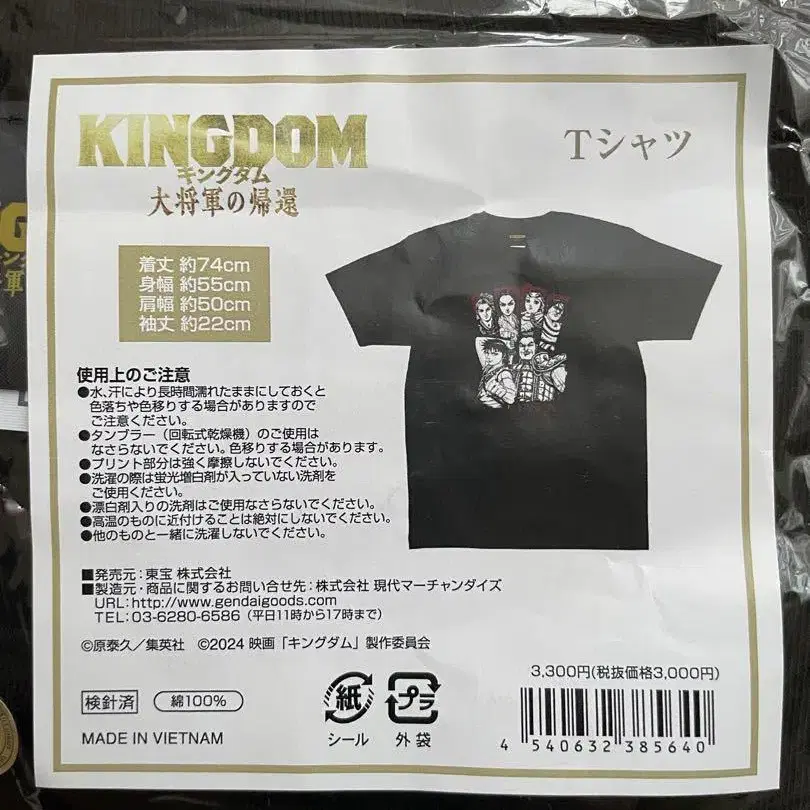 KINGDOM
キングダム
大将軍の帰還
Tシャツ
着丈 約74cm
身幅 約55cm
肩幅 約50cm
袖丈 約22cm
使用上のご注意
●水、汗により長時間濡れたままにしておくと
色落ちや色移りする場合がありますので
ご注意ください。
●タンブラー（回転式乾燥機）のご使用は
なさらないでください。色移りする場合があります。
●プリント部分は強く摩擦しないでください。
●洗濯の際は蛍光増白剤が入っていない洗剤を
ご使用ください。
●漂白剤入りの洗剤はご使用なさらないでください。
●高温のものに近付けることは絶対にしないでください。
●他のものと一緒に洗濯しないでください。
■発売元：東宝 株式会社
■製造元・商品に関するお問い合せ先：株式会社 現代マーチャンダイズ
URL：http://www.gendaigoods.com
TEL：03-6280-6586（平日11時から17時まで）
©原泰久／集英社 ©2024 映画「キングダム」製作委員会
3,300円(税抜価格3,000円)
検針済 綿100%
MADE IN VIETNAM
紙
シール
プラ
外袋
4 540632 385640